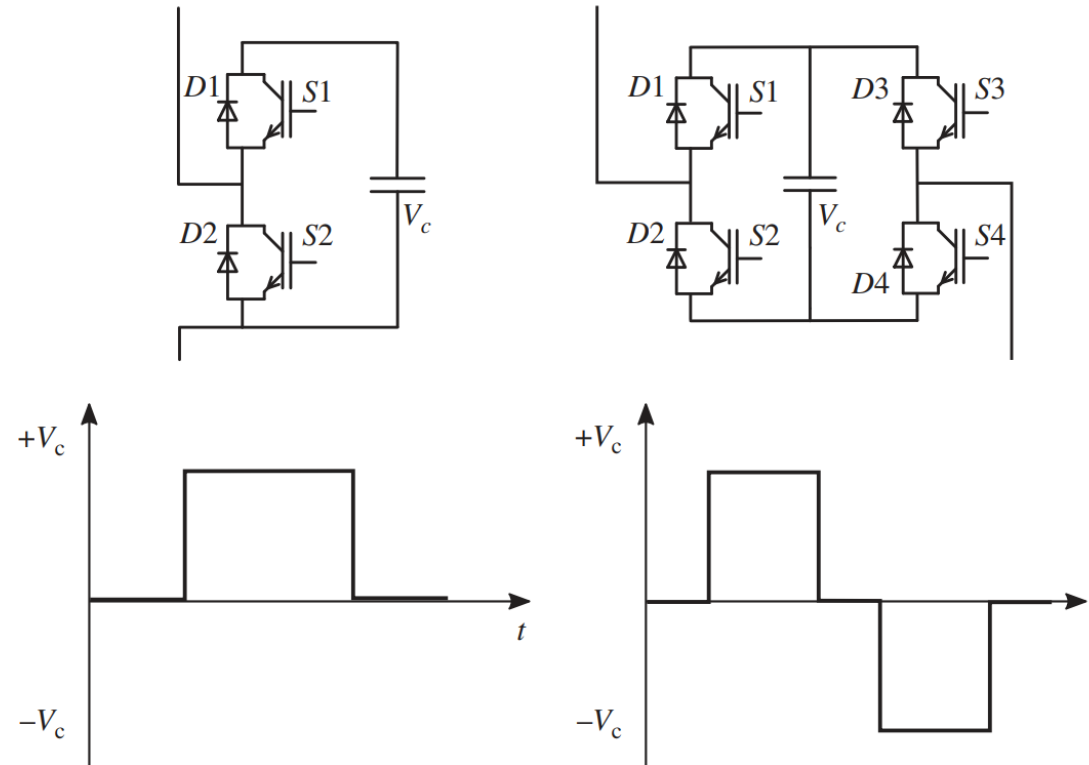 D1 S1
V_c
D2 S2
D1 S1 D3 S3
D2 S2 V_c S4
D4
+V_c
t
–V_c
+V_c
–V_c